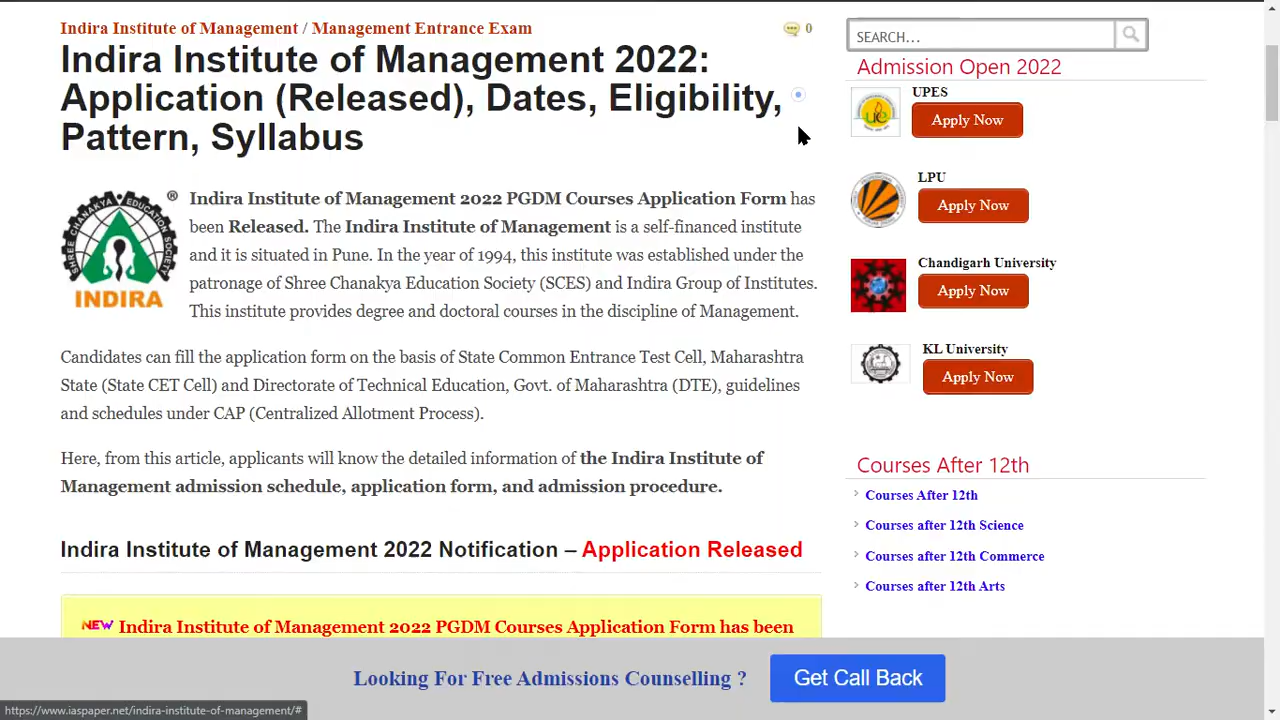 Indira Institute of Management / Management Entrance Exam
0
Indira Institute of Management 2022:
Application (Released), Dates, Eligibility,
Pattern, Syllabus
SHREE CHANAKYA EDUCATION SOCIETY
®
INDIRA
Indira Institute of Management 2022 PGDM Courses Application Form has
been Released. The Indira Institute of Management is a self-financed institute
and it is situated in Pune. In the year of 1994, this institute was established under the
patronage of Shree Chanakya Education Society (SCES) and Indira Group of Institutes.
This institute provides degree and doctoral courses in the discipline of Management.
Candidates can fill the application form on the basis of State Common Entrance Test Cell, Maharashtra
State (State CET Cell) and Directorate of Technical Education, Govt. of Maharashtra (DTE), guidelines
and schedules under CAP (Centralized Allotment Process).
Here, from this article, applicants will know the detailed information of the Indira Institute of
Management admission schedule, application form, and admission procedure.
Indira Institute of Management 2022 Notification – Application Released
NEW Indira Institute of Management 2022 PGDM Courses Application Form has been
SEARCH...
Admission Open 2022
UPES
Apply Now
LPU
Apply Now
Chandigarh University
Apply Now
KL University
Apply Now
Courses After 12th
Courses After 12th
Courses after 12th Science
Courses after 12th Commerce
Courses after 12th Arts
Looking For Free Admissions Counselling ?
Get Call Back
https://www.iaspaper.net/indira-institute-of-management/#